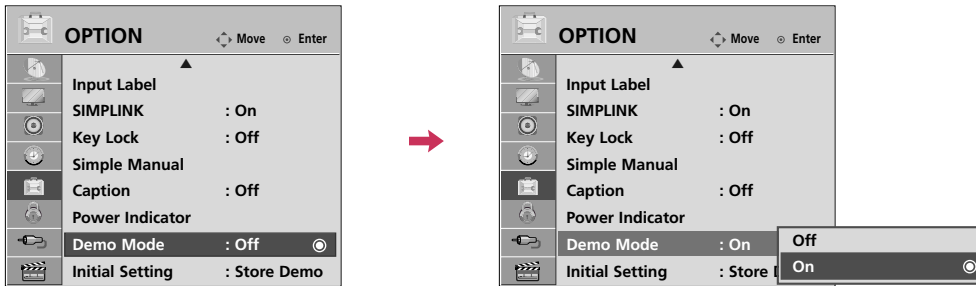 OPTION Move Enter
Input Label
SIMPLINK : On
Key Lock : Off
Simple Manual
Caption : Off
Power Indicator
Demo Mode : Off
Initial Setting : Store Demo
OPTION Move Enter
Input Label
SIMPLINK : On
Key Lock : Off
Simple Manual
Caption : Off
Power Indicator
Demo Mode : On
Initial Setting : Store
Off
On